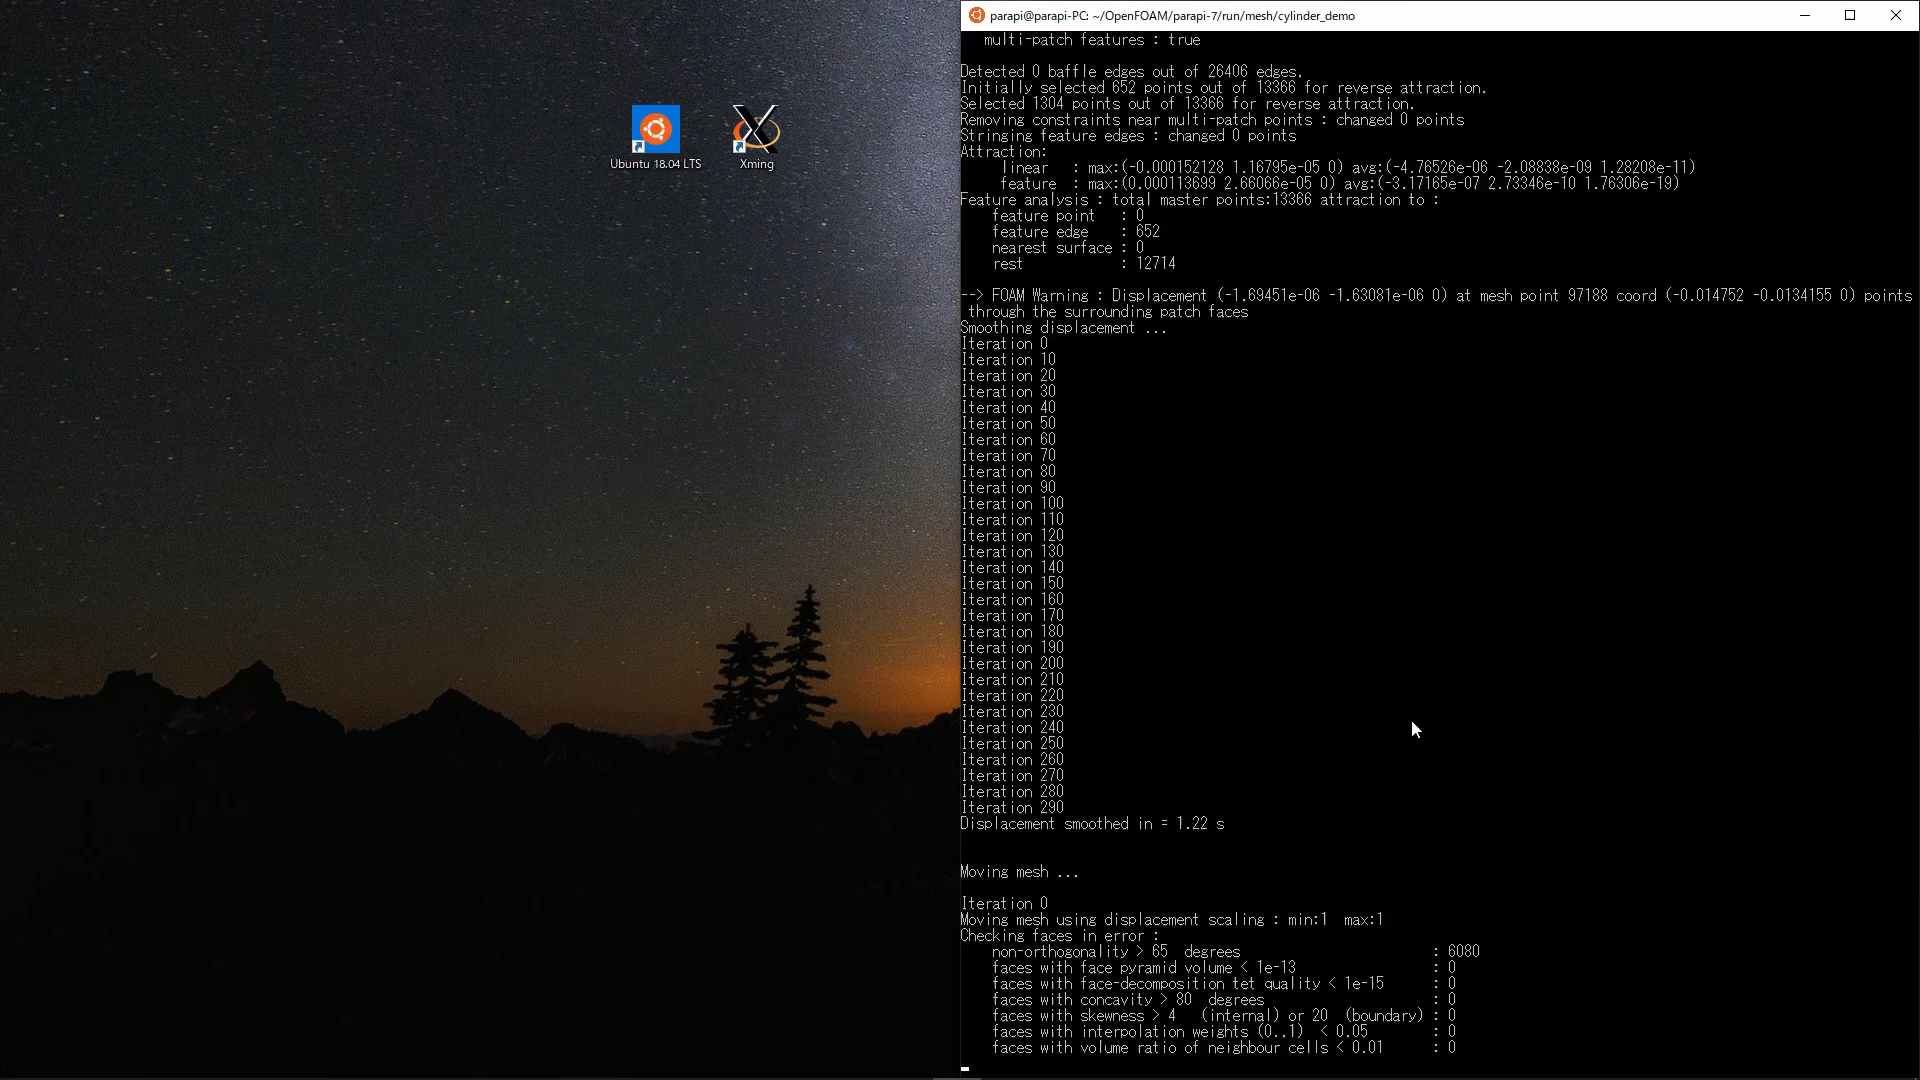 Ubuntu 18.04 LTS
Xming
parapi@parapi-PC: ~/OpenFOAM/parapi-7/run/mesh/cylinder_demo
multi-patch features : true
Detected 0 baffle edges out of 26406 edges.
Initially selected 652 points out of 13366 for reverse attraction.
Selected 1304 points out of 13366 for reverse attraction.
Removing constraints near multi-patch points : changed 0 points
Stringing feature edges : changed 0 points
Attraction:
linear : max:(-0.000152128 1.16795e-05 0) avg:(-4.76526e-06 -2.08838e-09 1.28208e-11)
feature : max:(0.000113699 2.66066e-05 0) avg:(-3.17165e-07 2.73346e-10 1.76306e-19)
Feature analysis : total master points:13366 attraction to :
feature point : 0
feature edge : 652
nearest surface : 0
rest : 12714
--> FOAM Warning : Displacement (-1.69451e-06 -1.63081e-06 0) at mesh point 97188 coord (-0.014752 -0.0134155 0) points
through the surrounding patch faces
Smoothing displacement ...
Iteration 0
Iteration 10
Iteration 20
Iteration 30
Iteration 40
Iteration 50
Iteration 60
Iteration 70
Iteration 80
Iteration 90
Iteration 100
Iteration 110
Iteration 120
Iteration 130
Iteration 140
Iteration 150
Iteration 160
Iteration 170
Iteration 180
Iteration 190
Iteration 200
Iteration 210
Iteration 220
Iteration 230
Iteration 240
Iteration 250
Iteration 260
Iteration 270
Iteration 280
Iteration 290
Displacement smoothed in = 1.22 s
Moving mesh ...
Iteration 0
Moving mesh using displacement scaling : min:1 max:1
Checking faces in error :
non-orthogonality > 65 degrees : 6080
faces with face pyramid volume < 1e-13 : 0
faces with face-decomposition tet quality < 1e-15 : 0
faces with concavity > 80 degrees : 0
faces with skewness > 4 (internal) or 20 (boundary) : 0
faces with interpolation weights (0..1) < 0.05 : 0
faces with volume ratio of neighbour cells < 0.01 : 0